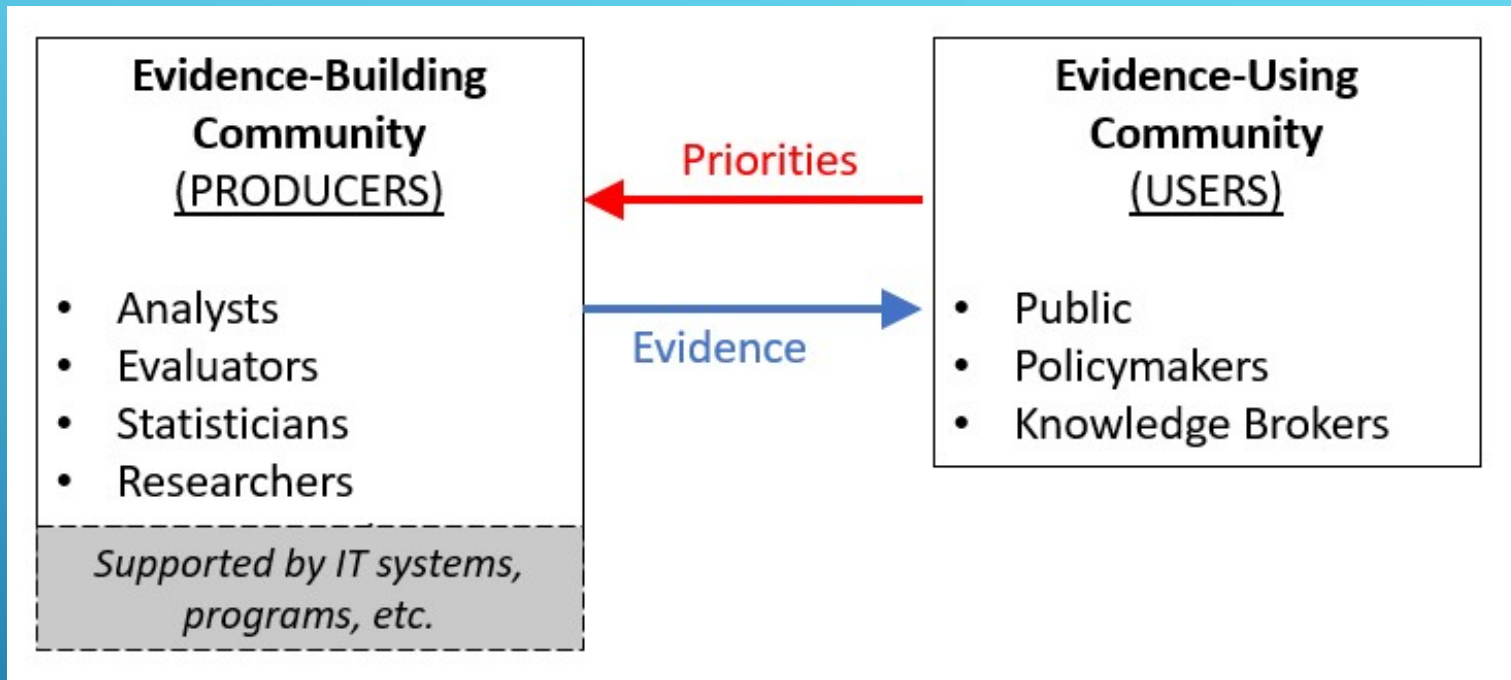 Evidence-Building
Community
(PRODUCERS)
• Analysts
• Evaluators
• Statisticians
• Researchers
Supported by IT systems,
programs, etc.
Priorities
Evidence
Evidence-Using
Community
(USERS)
• Public
• Policymakers
• Knowledge Brokers